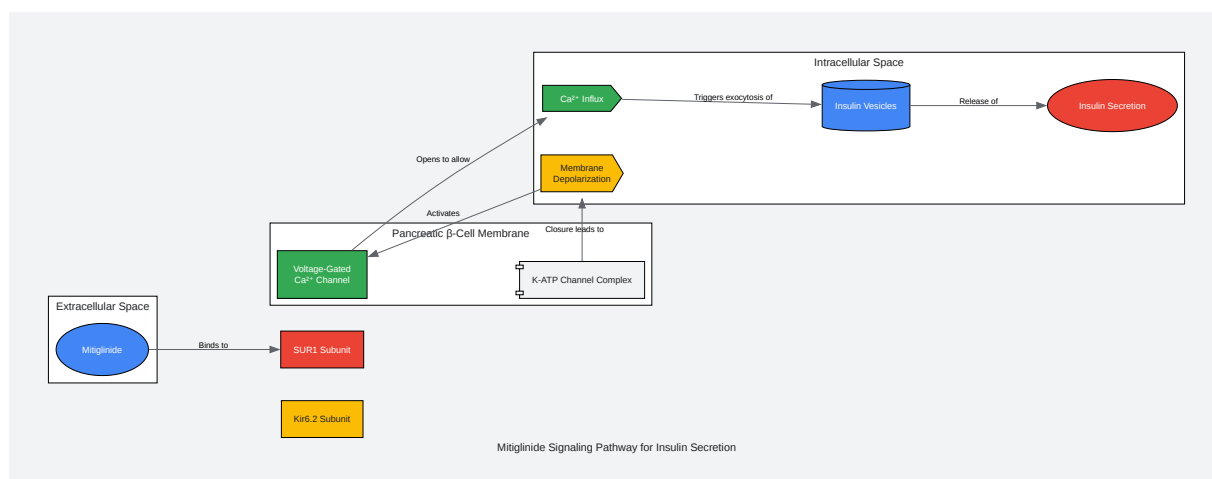 Intracellular Space
Ca²⁺ Influx
Triggers exocytosis of
Insulin Vesicles
Release of
Insulin Secretion
Opens to allow
Membrane
Depolarization
Activates
Closure leads to
Pancreatic β-Cell Membrane
Voltage-Gated
Ca²⁺ Channel
K-ATP Channel Complex
Extracellular Space
Mitiglinide
Binds to
SUR1 Subunit
Kir6.2 Subunit
Mitiglinide Signaling Pathway for Insulin Secretion